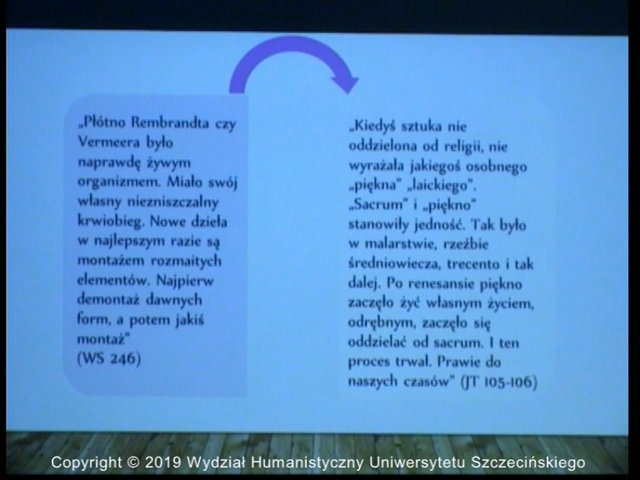 „Płótno Rembrandta czy
Vermeera było
naprawdę żywym
organizmem. Miało swój
własny niezniszczalny
krwiobieg. Nowe dzieła
w najlepszym razie są
montażem rozmaitych
elementów. Najpierw
demontaż dawnych
form, a potem jakiś
montaż"
(WS 246)
„Kiedyś sztuka nie
oddzielona od religii, nie
wyrażała jakiegoś osobnego
„piękna" „laickiego".
„Sacrum" i „piękno"
stanowiły jedność. Tak było
w malarstwie, rzeźbie
średniowiecza, trecento i tak
dalej. Po renesansie piękno
zaczęło żyć własnym życiem,
odrębnym, zaczęło się
oddzielać od sacrum. I ten
proces trwał. Prawie do
naszych czasów" (JT 105-106)
Copyright © 2019 Wydział Humanistyczny Uniwersytetu Szczecińskiego